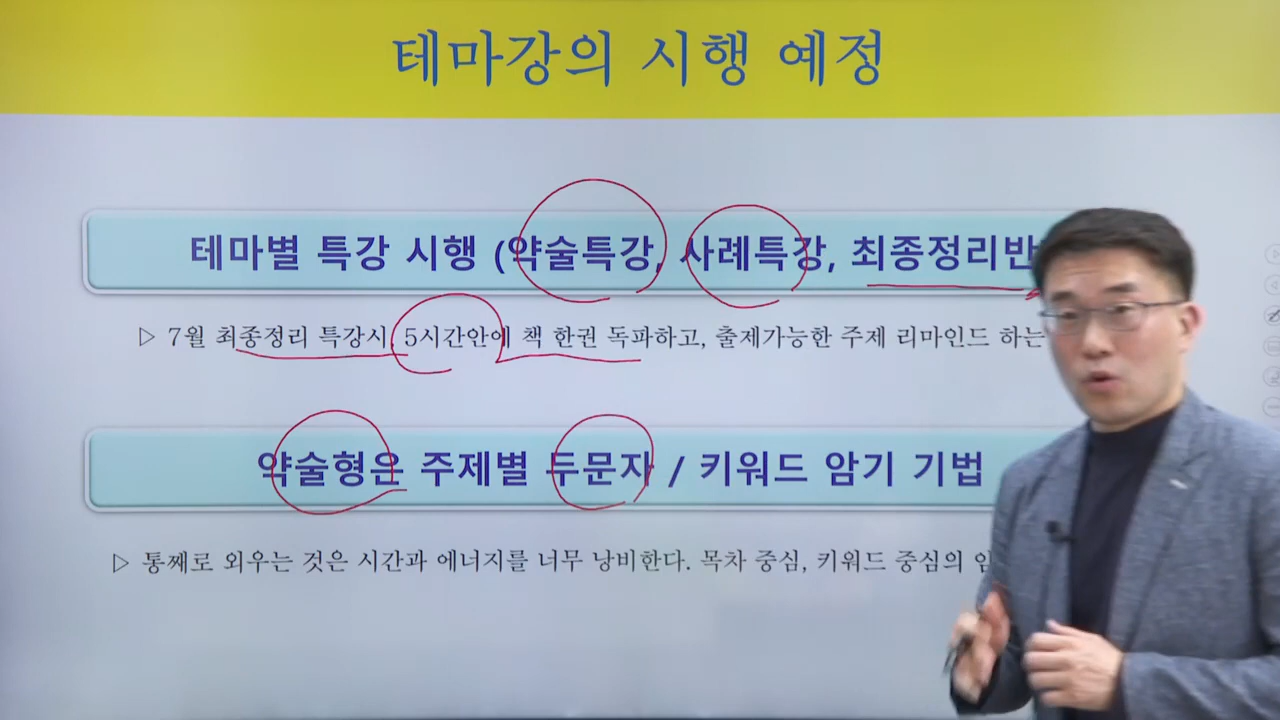 테마강의 시행 예정
테마별 특강 시행 (약술특강, 사례특강, 최종정리반
▷ 7월 최종정리 특강시 5시간안에 책 한권 독파하고, 출제가능한 주제 리마인드 하는
약술형은 주제별 두문자 / 키워드 암기 기법
▷ 통째로 외우는 것은 시간과 에너지를 너무 낭비한다. 목차 중심, 키워드 중심의